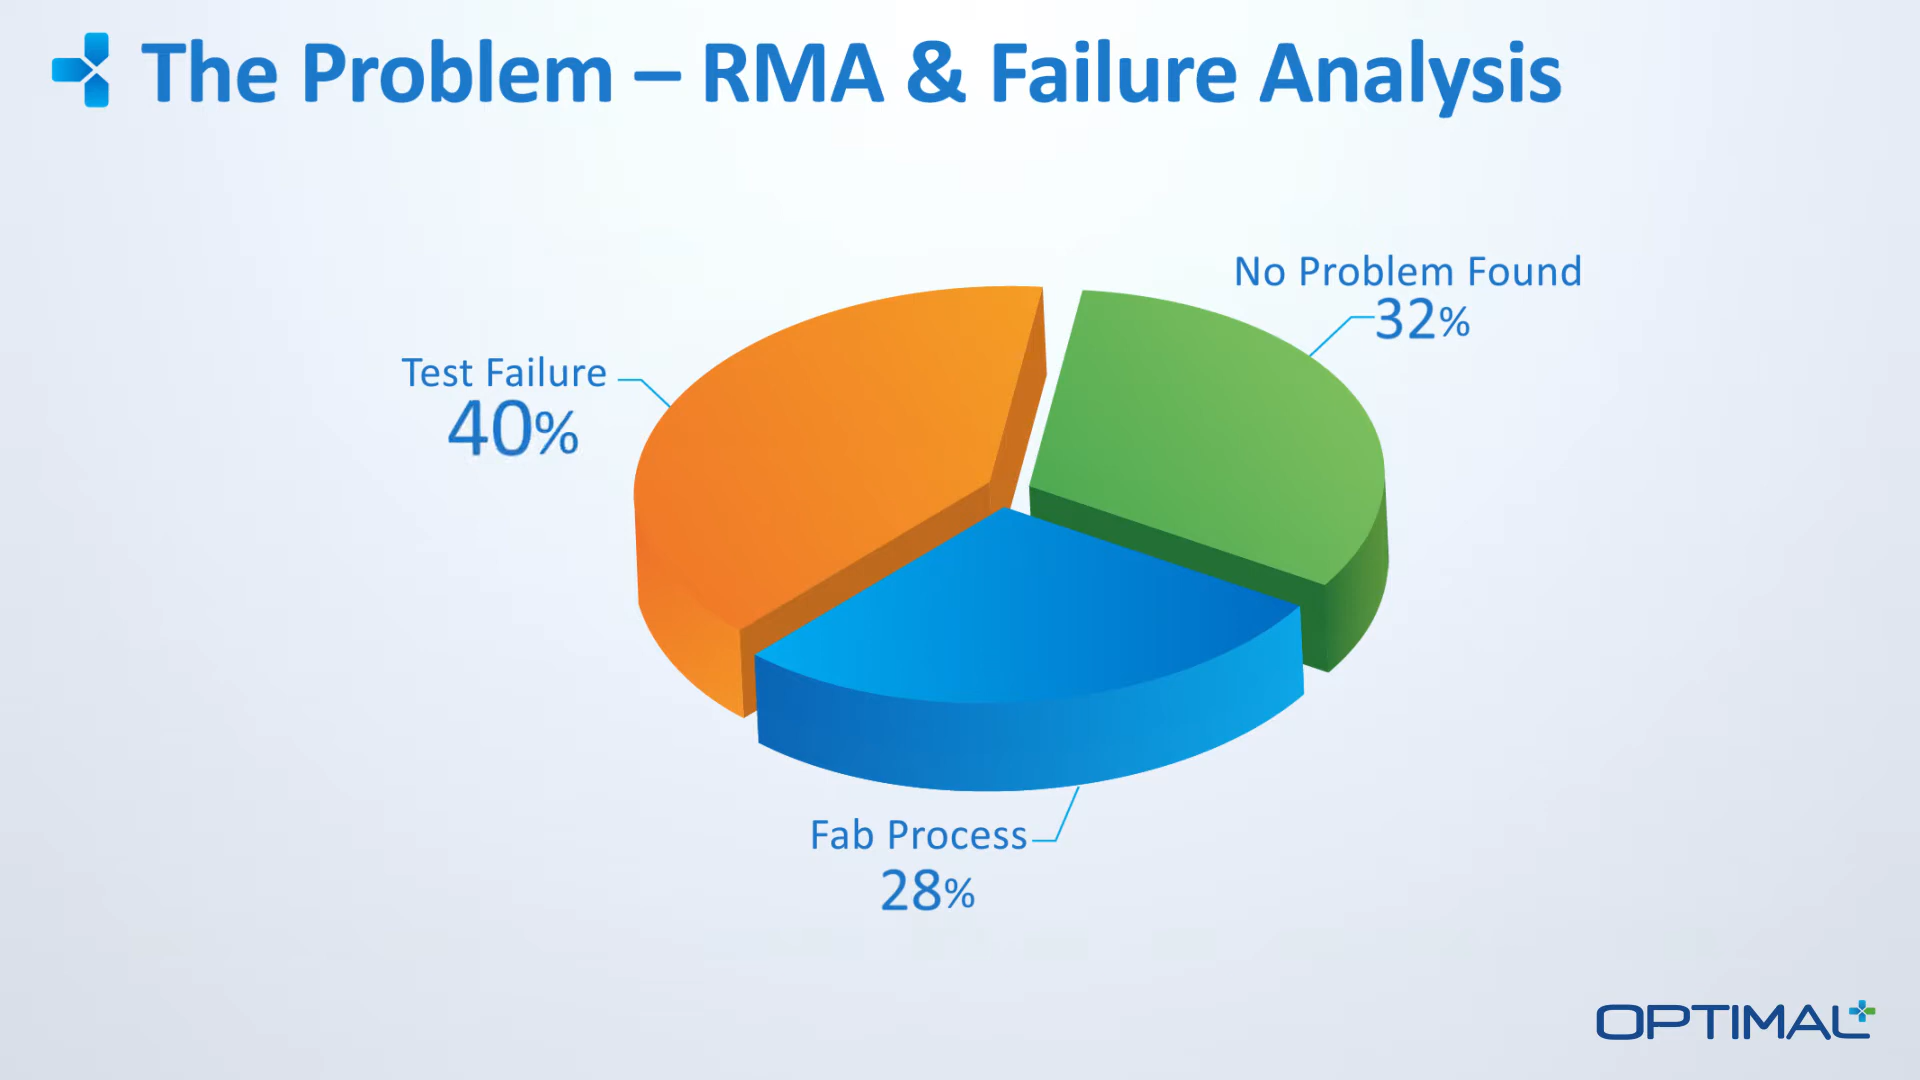 The Problem – RMA & Failure Analysis
No Problem Found
32%
Test Failure
40%
Fab Process
28%
OPTIMAL+